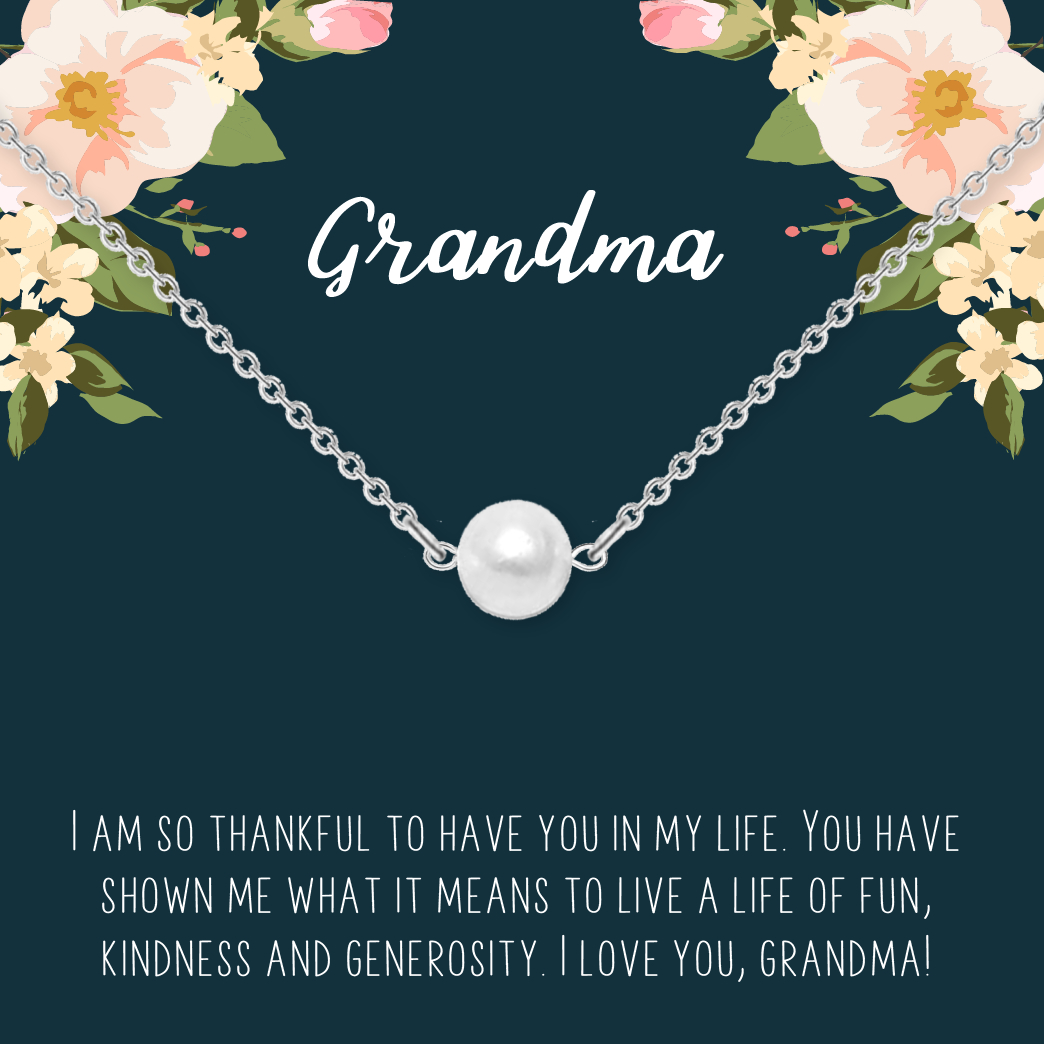 Grandma
I AM SO THANKFUL TO HAVE YOU IN MY LIFE. YOU HAVE
SHOWN ME WHAT IT MEANS TO LIVE A LIFE OF FUN,
KINDNESS AND GENEROSITY. I LOVE YOU, GRANDMA!